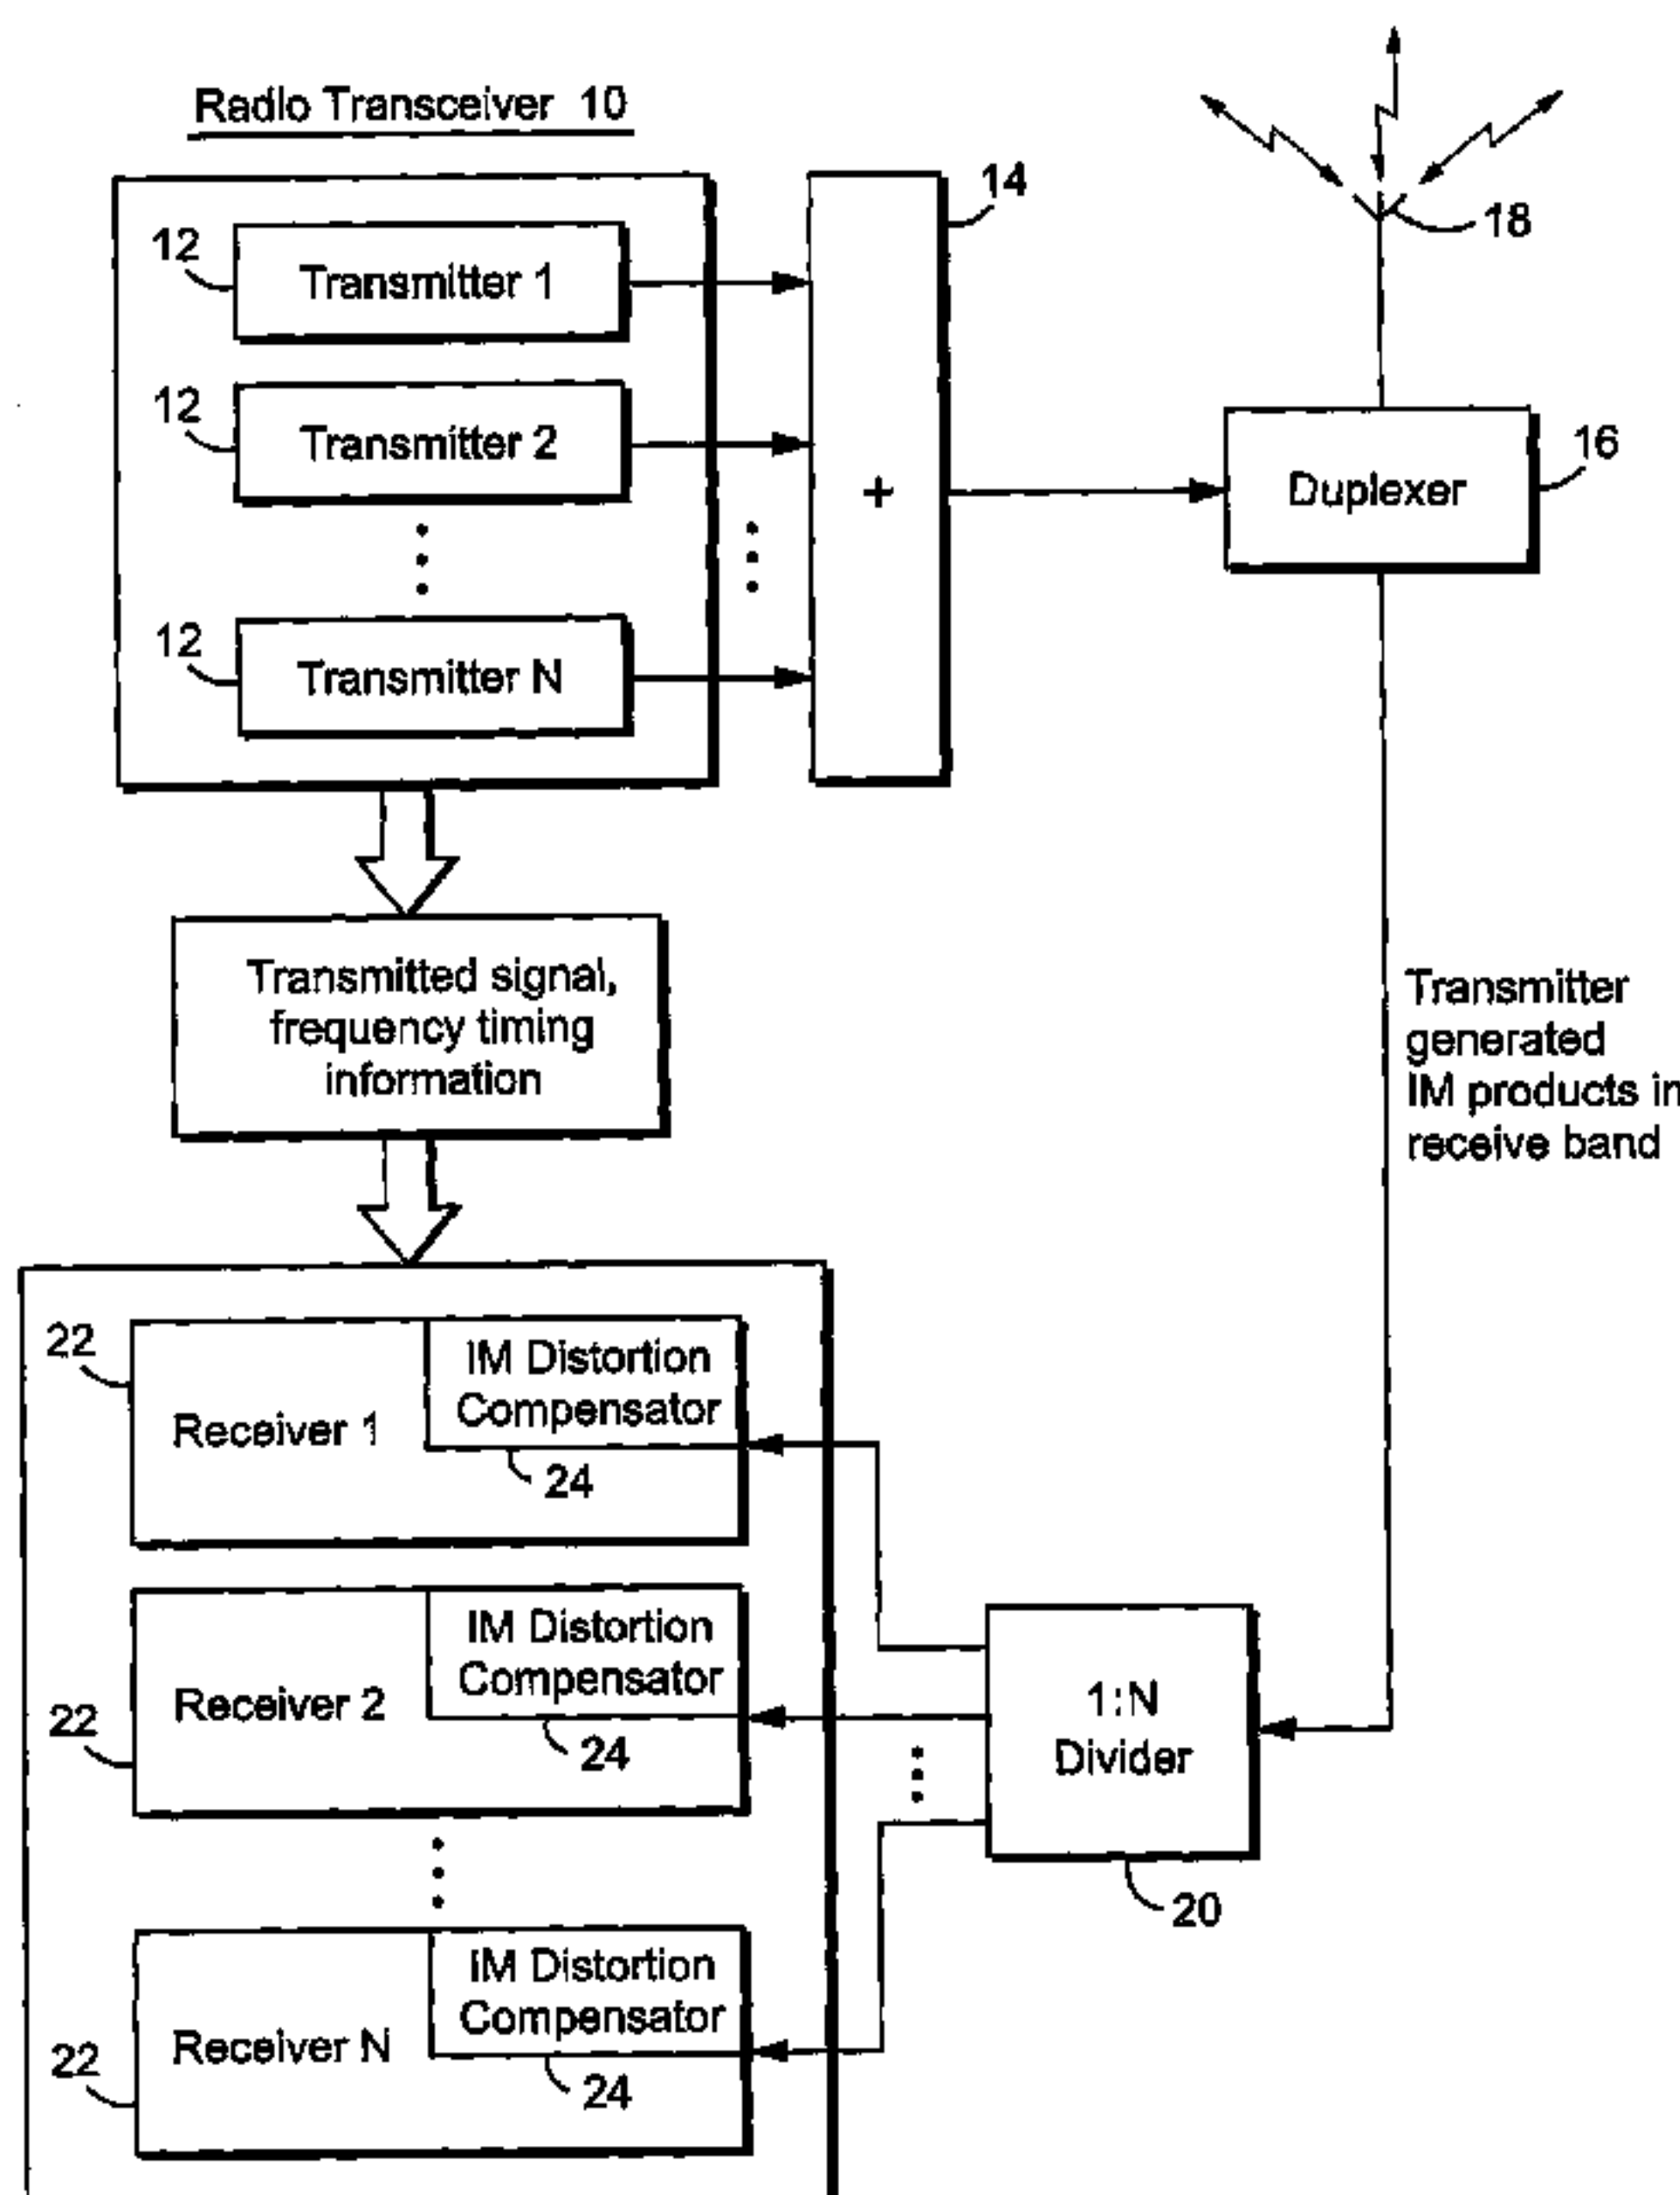 Radio Transceiver 10
14
12
Transmitter 1
18
12
Transmitter 2
+
Duplexer
16
12
Transmitter N
Transmitted signal,
frequency timing
information
Transmitter
generated
IM products in
receive band
22
Receiver 1
IM Distortion
Compensator
24
22
Receiver 2
IM Distortion
Compensator
24
1:N
Divider
20
22
Receiver N
IM Distortion
Compensator
24